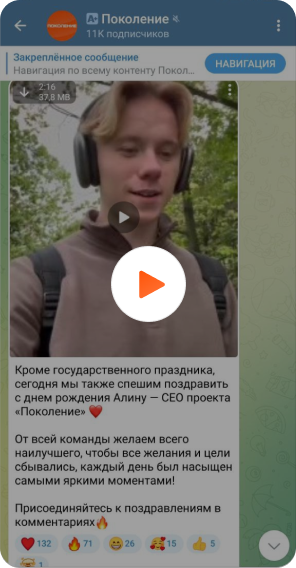 A+ Поколение
11K подписчиков
ПОКОЛЕНИЕ
Закреплённое сообщение
Навигация по всему контенту Покол...
НАВИГАЦИЯ
2:16
37,8 MB
Кроме государственного праздника,
сегодня мы также спешим поздравить
с днем рождения Алину — CEO проекта
«Поколение» ❤️
От всей команды желаем всего
наилучшего, чтобы все желания и цели
сбывались, каждый день был насыщен
самыми яркими моментами!
Присоединяйтесь к поздравлениям в
комментариях🔥
❤️ 132 🔥 71 😁 26 🥰 15 👍 5
1